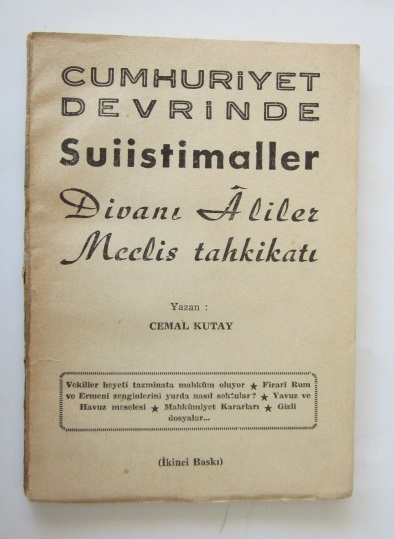 CUMHURİYET
DEVRİNDE
Suiistimaller
Divanı Âliler
Meclis tahkikatı
Yazan :
CEMAL KUTAY
Vekiller heyeti tazminata mahkûm oluyor ★ Firari Rum
ve Ermeni zenginlerini yurda nasıl soktular? ★ Yavuz ve
Havuz meselesi ★ Mahkûmiyet Kararları ★ Gizli
dosyalar...
(İkinci Baskı)